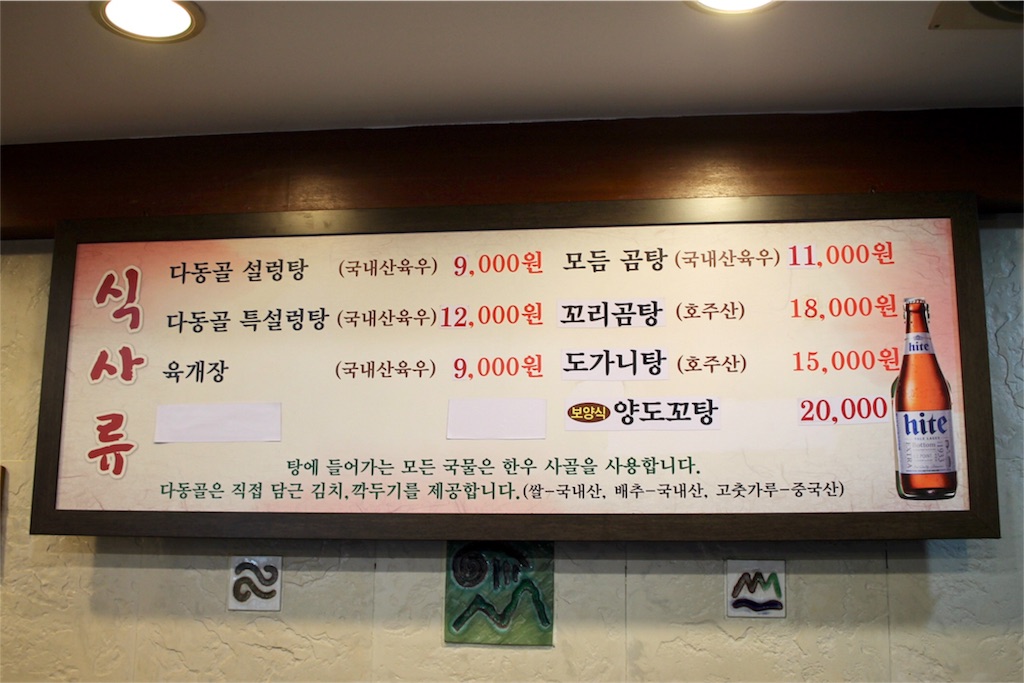 식사류
다동골 설렁탕 (국내산육우) 9,000원
다동골 특설렁탕 (국내산육우) 12,000원
육개장 (국내산육우) 9,000원
모듬 곰탕 (국내산육우) 11,000원
꼬리곰탕 (호주산) 18,000원
도가니탕 (호주산) 15,000원
보양식 양도꼬탕 20,000
탕에 들어가는 모든 국물은 한우 사골을 사용합니다.
다동골은 직접 담근 김치,깍두기를 제공합니다.(쌀-국내산, 배추-국내산, 고춧가루-중국산)
hite
hite